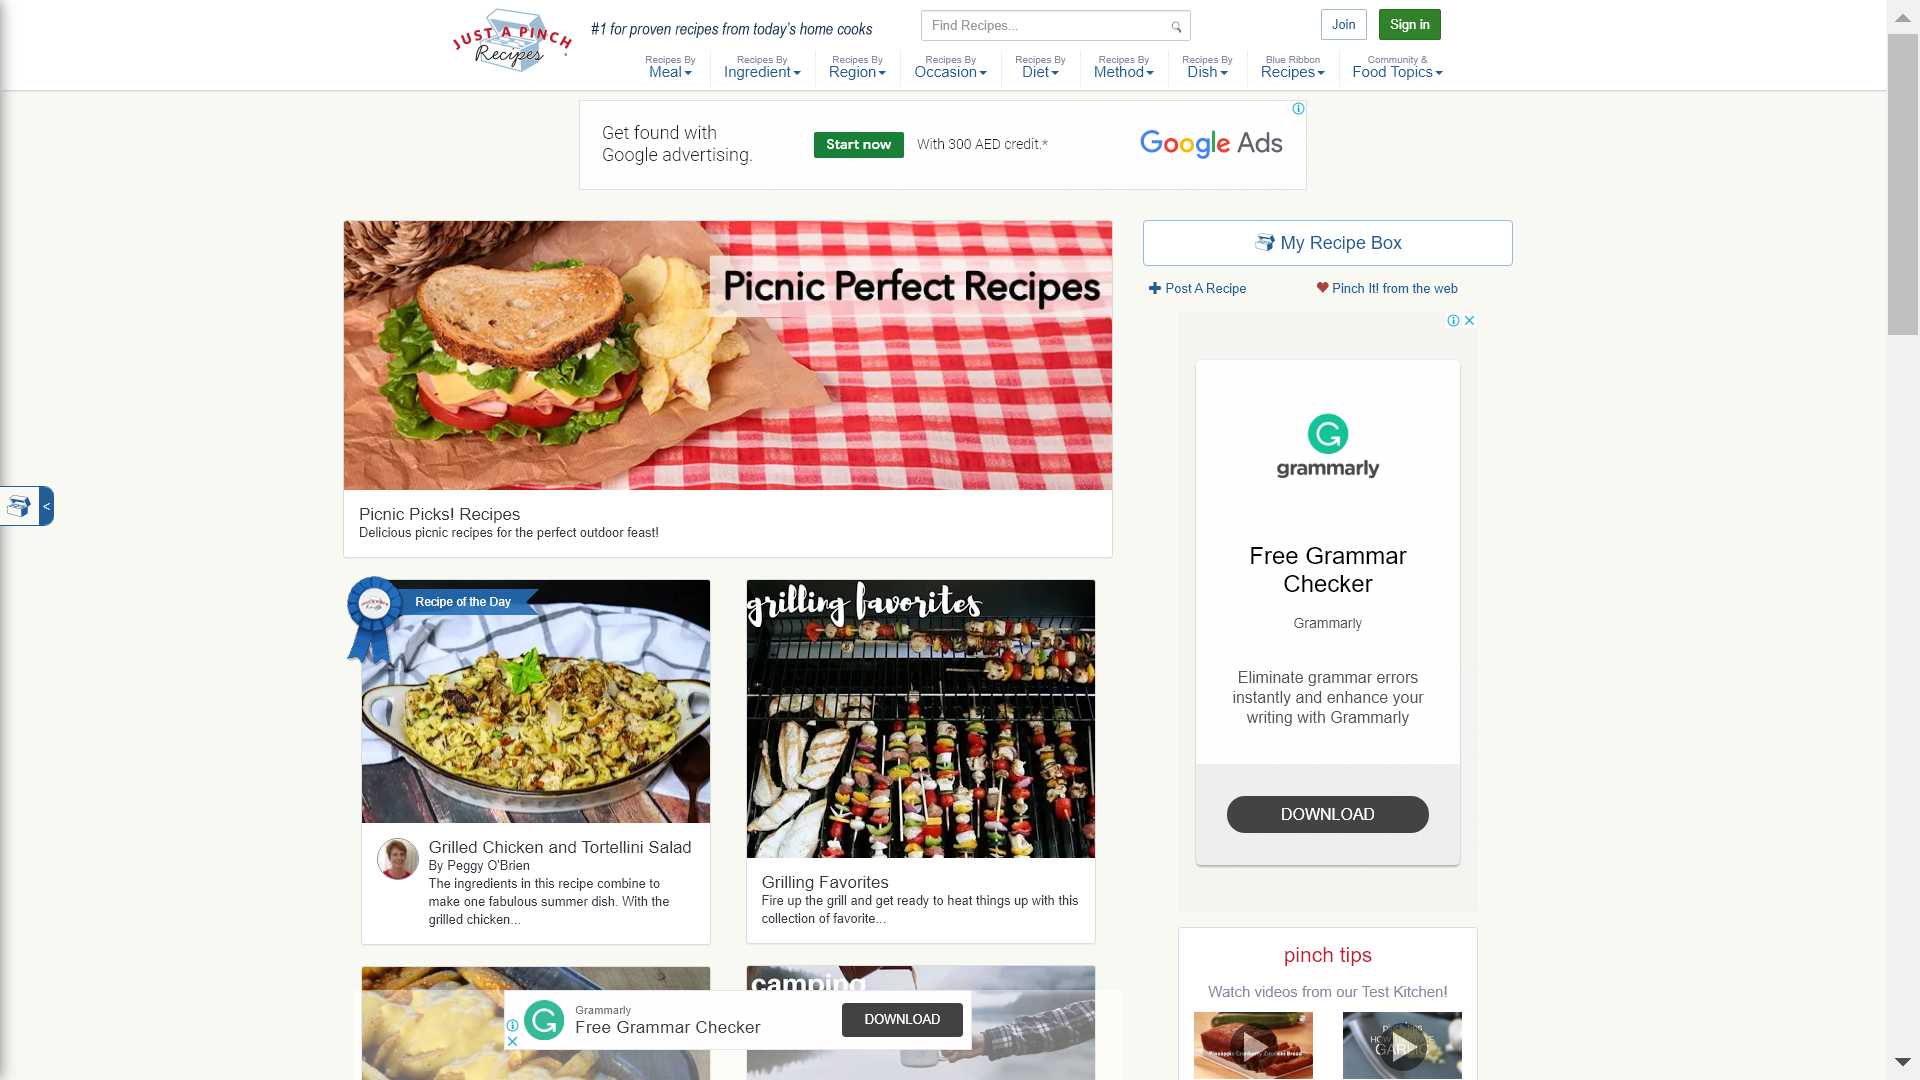 JUST A PINCH
Recipes
#1 for proven recipes from today's home cooks
Find Recipes...
Join
Sign in
Recipes By
Meal
Recipes By
Ingredient
Recipes By
Region
Recipes By
Occasion
Recipes By
Diet
Recipes By
Method
Recipes By
Dish
Blue Ribbon
Recipes
Community &
Food Topics
Get found with
Google advertising.
Start now
With 300 AED credit.*
Google Ads
Picnic Perfect Recipes
Picnic Picks! Recipes
Delicious picnic recipes for the perfect outdoor feast!
My Recipe Box
Post A Recipe
Pinch It! from the web
grammarly
Free Grammar
Checker
Grammarly
Eliminate grammar errors
instantly and enhance your
writing with Grammarly
DOWNLOAD
<
Recipe of the Day
Grilled Chicken and Tortellini Salad
By Peggy O'Brien
The ingredients in this recipe combine to
make one fabulous summer dish. With the
grilled chicken...
grilling favorites
Grilling Favorites
Fire up the grill and get ready to heat things up with this
collection of favorite...
camping
Grammarly
Free Grammar Checker
DOWNLOAD
pinch tips
Watch videos from our Test Kitchen!
Pineapple Cranberry Zucchini Bread
pinch tips
GARLIC